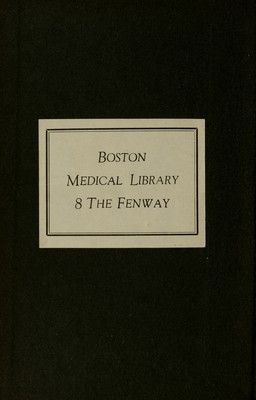 BOSTON
MEDICAL LIBRARY
8 THE FENWAY